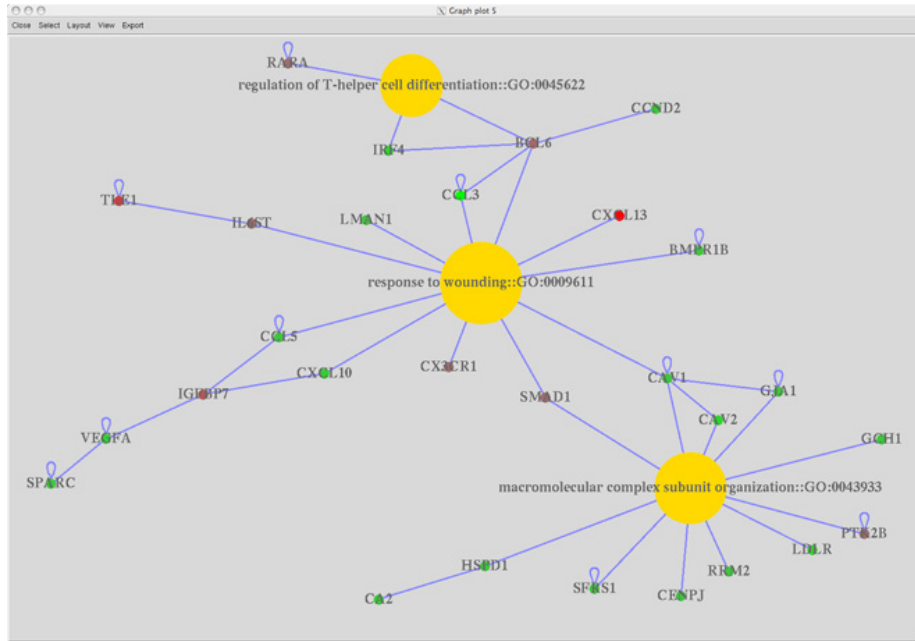 Graph plot 5
Close Select Layout View Export
RARA
regulation of T-helper cell differentiation::GO:0045622
CCND2
IRF4
BCL6
TLE1
CCL3
IL6ST
LMAN1
CXCL13
BMPR1B
response to wounding::GO:0009611
CCL5
CXCL10
CX3CR1
CAV1
IGFBP7
SMAD1
GJA1
CAV2
VEGFA
GCH1
SPARC
macromolecular complex subunit organization::GO:0043933
PTK2B
LDLR
HSPD1
RRM2
SFRS1
CENPJ
CA2